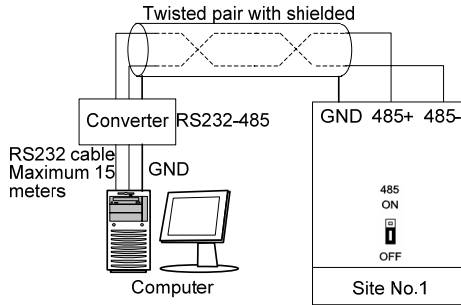 Twisted pair with shielded
Converter RS232-485
GND 485+ 485-
RS232 cable
Maximum 15
meters
GND
485
ON
OFF
Computer
Site No.1